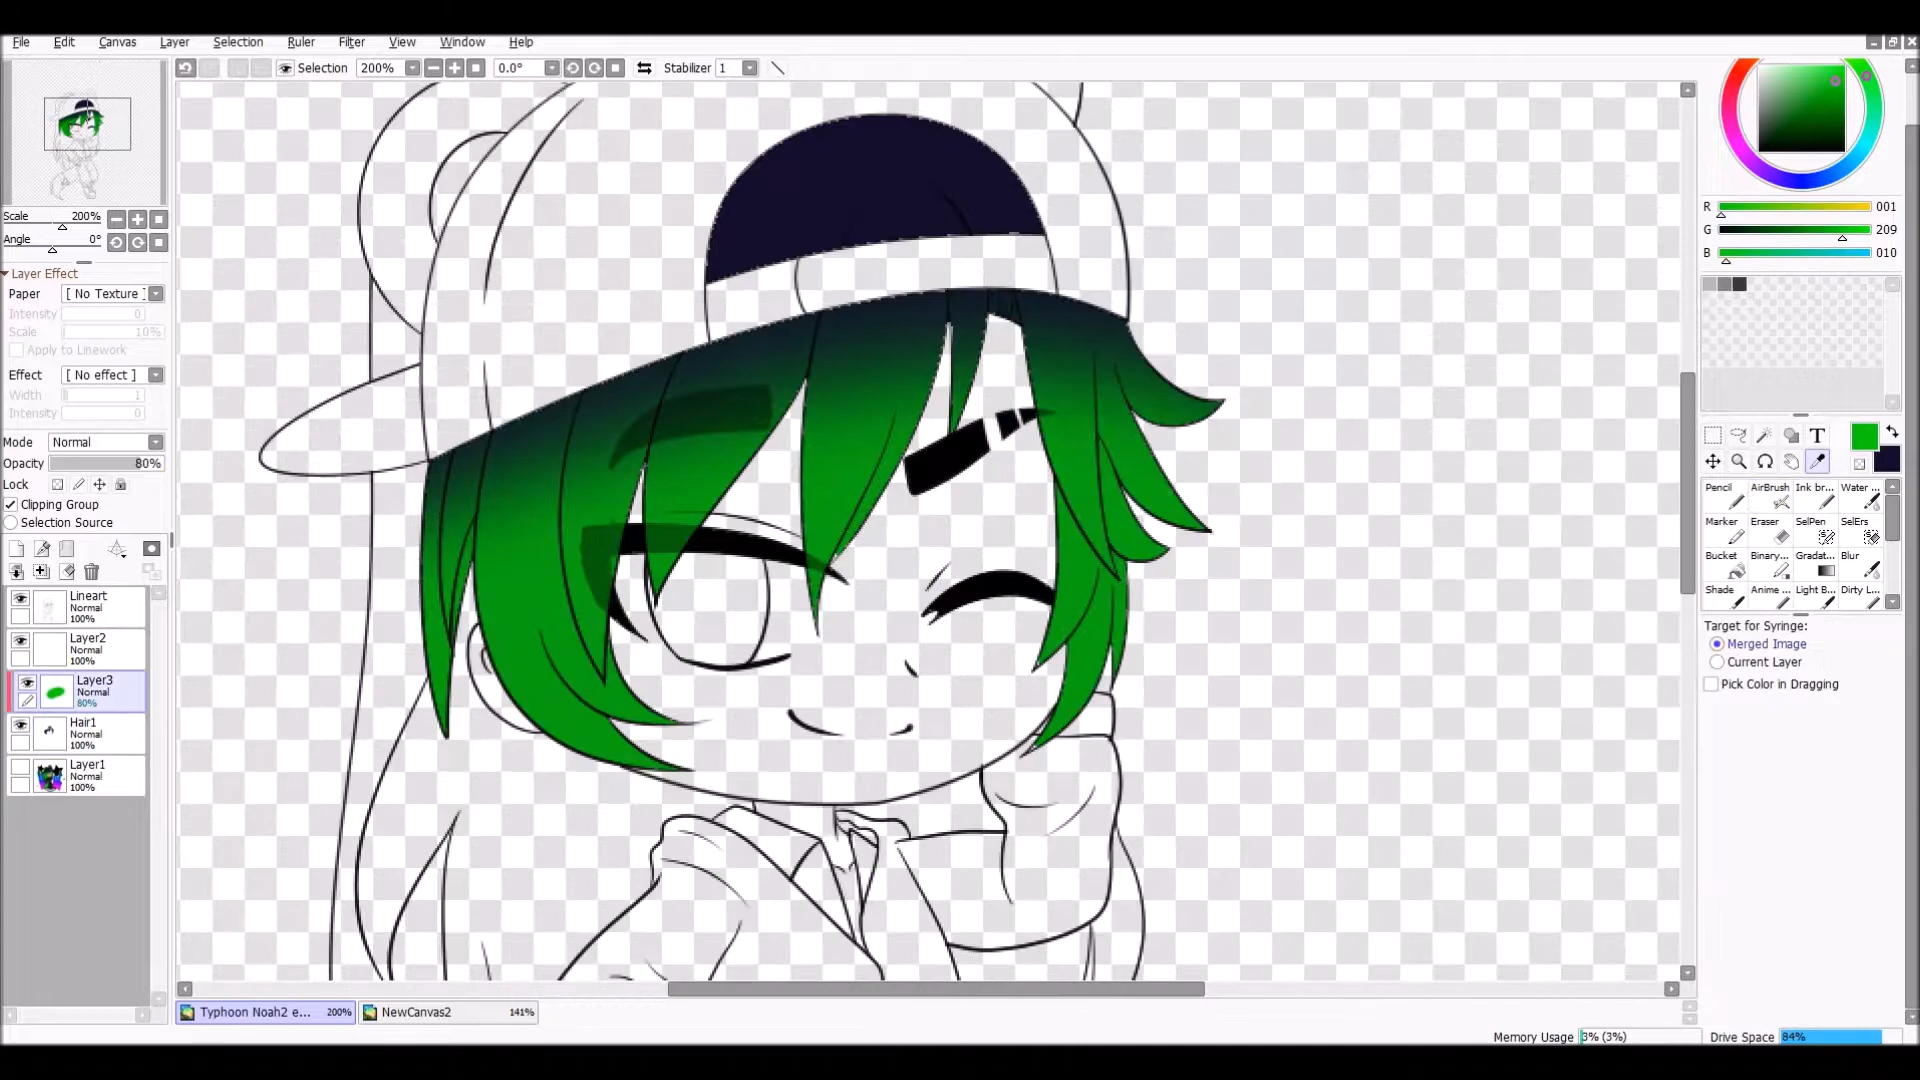 File Edit Canvas Layer Selection Ruler Filter View Window Help
Selection 200% 0.0° Stabilizer 1
Scale 200%
Angle 0°
Layer Effect
Paper [ No Texture ]
Intensity 0
Scale 10%
Apply to Linework
Effect [ No effect ]
Width 1
Intensity 0
Mode Normal
Opacity 80%
Lock
Clipping Group
Selection Source
Lineart
Normal
100%
Layer2
Normal
100%
Layer3
Normal
80%
Hair1
Normal
100%
Layer1
Normal
100%
R 001
G 209
B 010
T
Pencil AirBrush Ink br... Water ...
Marker Eraser SelPen SelErs
Bucket Binary... Gradat... Blur
Shade Anime ... Light B... Dirty L...
Target for Syringe:
Merged Image
Current Layer
Pick Color in Dragging
Typhoon Noah2 e... 200% NewCanvas2 141%
Memory Usage 3% (3%) Drive Space 84%